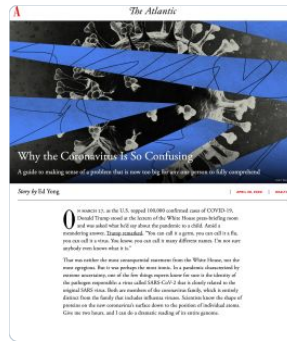 A
The Atlantic
Why the Coronavirus Is So Confusing
A guide to making sense of a problem that is now too big for any one person to fully comprehend
Story by Ed Yong
APRIL 29, 2020
ON MARCH 17, as the U.S. topped 100,000 confirmed cases of COVID-19,
Donald Trump stood at the lectern of the White House press-briefing room
and was asked what he'd say about the pandemic to a child. Amid a
meandering answer, Trump remarked, "You can call it a germ, you can call it a flu,
you can call it a virus. You know, you can call it many different names. I'm not sure
anybody even knows what it is."
That was neither the most consequential statement from the White House, nor the
most egregious. But it was perhaps the most ironic. In a pandemic characterized by
extreme uncertainty, one of the few things experts know for sure is the identity of
the pathogen responsible: a virus called SARS-CoV-2 that is closely related to the
original SARS virus. Both are members of the coronavirus family, which is entirely
distinct from the family that includes influenza viruses. Scientists know the shape of
proteins on the new coronavirus's surface down to the position of individual atoms.
Give me two hours, and I can do a dramatic reading of its entire genome.